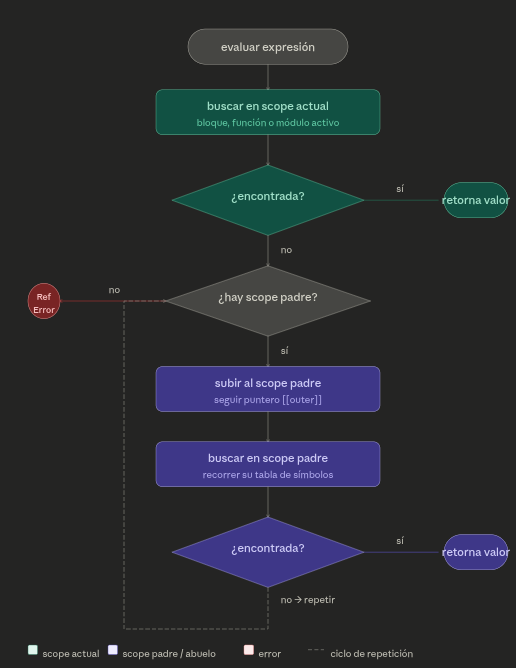 evaluar expresión
buscar en scope actual
bloque, función o módulo activo
¿encontrada?
sí
retorna valor
no
¿hay scope padre?
no
Ref
Error
sí
subir al scope padre
seguir puntero [[outer]]
buscar en scope padre
recorrer su tabla de símbolos
¿encontrada?
sí
retorna valor
no → repetir
scope actual
scope padre / abuelo
error
ciclo de repetición